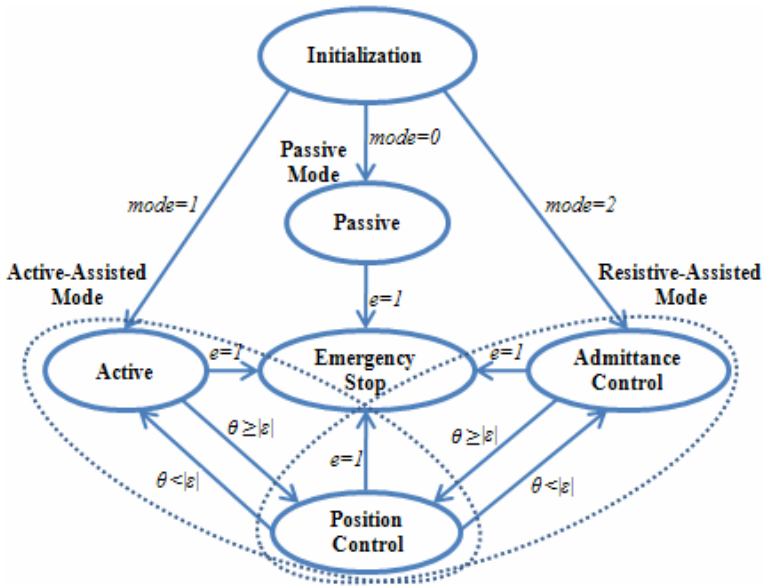 Initialization
mode=0
Passive
Mode
mode=1
mode=2
Passive
Active-Assisted
Mode
Resistive-Assisted
Mode
e=1
Active
e=1
Emergency
Stop
e=1
Admittance
Control
θ≥|ε|
θ<|ε|
e=1
θ≥|ε|
θ<|ε|
Position
Control